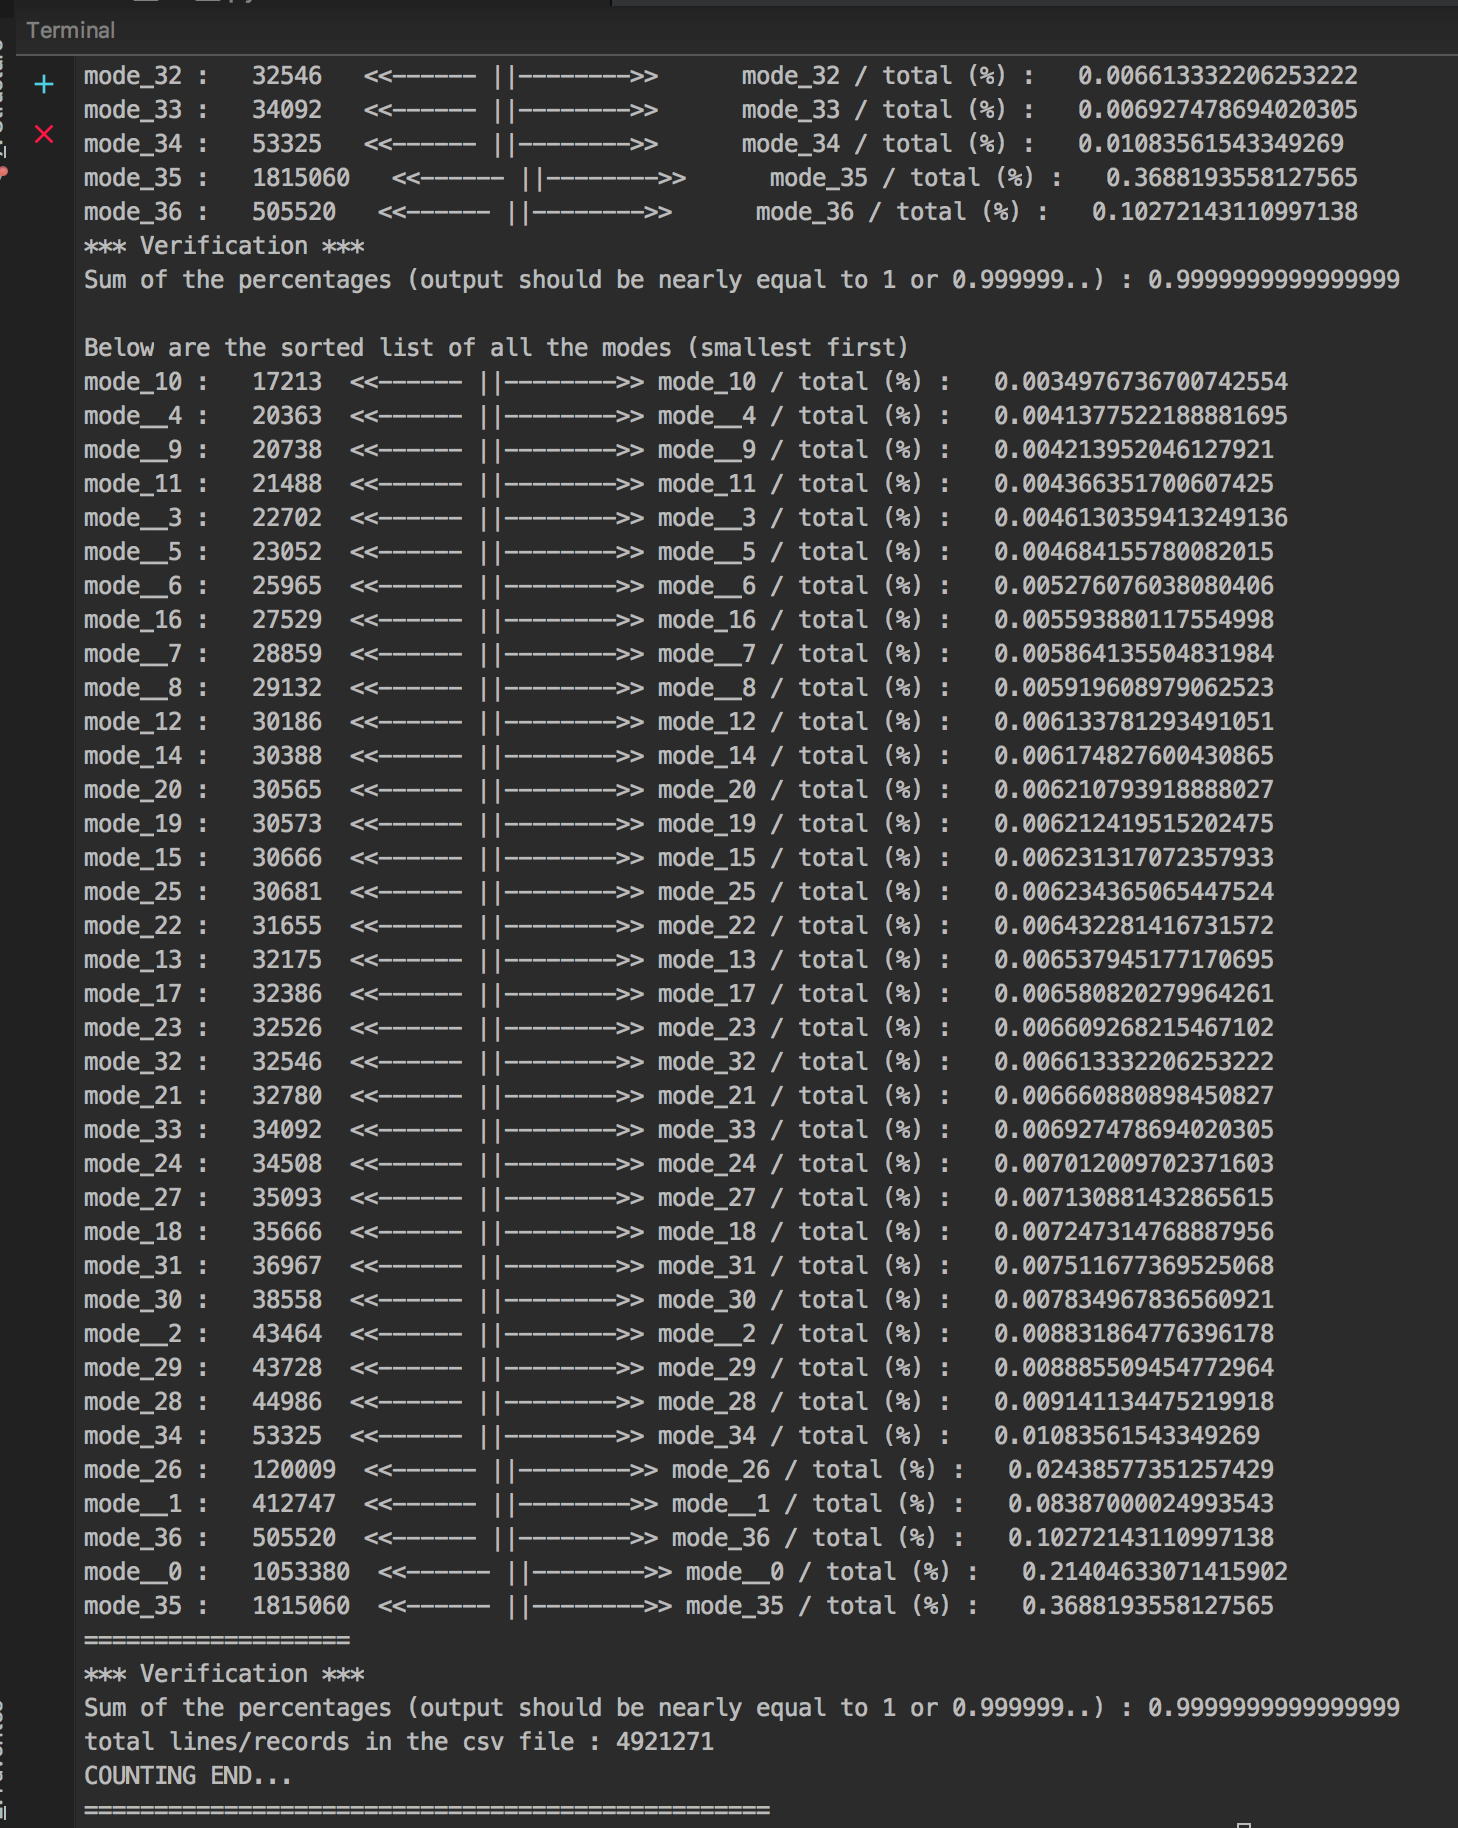 Terminal
mode_32 :   32546   <<------ ||-------->>      mode_32 / total (%) :   0.006613332206253222
mode_33 :   34092   <<------ ||-------->>      mode_33 / total (%) :   0.006927478694020305
mode_34 :   53325   <<------ ||-------->>      mode_34 / total (%) :   0.01083561543349269
mode_35 :   1815060   <<------ ||-------->>      mode_35 / total (%) :   0.3688193558127565
mode_36 :   505520   <<------ ||-------->>      mode_36 / total (%) :   0.10272143110997138
*** Verification ***
Sum of the percentages (output should be nearly equal to 1 or 0.999999..) : 0.9999999999999999
Below are the sorted list of all the modes (smallest first)
mode_10 :   17213  <<------ ||-------->> mode_10 / total (%) :   0.0034976736700742554
mode__4 :   20363  <<------ ||-------->> mode__4 / total (%) :   0.0041377522188881695
mode__9 :   20738  <<------ ||-------->> mode__9 / total (%) :   0.004213952046127921
mode_11 :   21488  <<------ ||-------->> mode_11 / total (%) :   0.004366351700607425
mode__3 :   22702  <<------ ||-------->> mode__3 / total (%) :   0.0046130359413249136
mode__5 :   23052  <<------ ||-------->> mode__5 / total (%) :   0.004684155780082015
mode__6 :   25965  <<------ ||-------->> mode__6 / total (%) :   0.005276076038080406
mode_16 :   27529  <<------ ||-------->> mode_16 / total (%) :   0.005593880117554998
mode__7 :   28859  <<------ ||-------->> mode__7 / total (%) :   0.005864135504831984
mode__8 :   29132  <<------ ||-------->> mode__8 / total (%) :   0.005919608979062523
mode_12 :   30186  <<------ ||-------->> mode_12 / total (%) :   0.006133781293491051
mode_14 :   30388  <<------ ||-------->> mode_14 / total (%) :   0.006174827600430865
mode_20 :   30565  <<------ ||-------->> mode_20 / total (%) :   0.006210793918888027
mode_19 :   30573  <<------ ||-------->> mode_19 / total (%) :   0.006212419515202475
mode_15 :   30666  <<------ ||-------->> mode_15 / total (%) :   0.006231317072357933
mode_25 :   30681  <<------ ||-------->> mode_25 / total (%) :   0.006234365065447524
mode_22 :   31655  <<------ ||-------->> mode_22 / total (%) :   0.006432281416731572
mode_13 :   32175  <<------ ||-------->> mode_13 / total (%) :   0.006537945177170695
mode_17 :   32386  <<------ ||-------->> mode_17 / total (%) :   0.006580820279964261
mode_23 :   32526  <<------ ||-------->> mode_23 / total (%) :   0.006609268215467102
mode_32 :   32546  <<------ ||-------->> mode_32 / total (%) :   0.006613332206253222
mode_21 :   32780  <<------ ||-------->> mode_21 / total (%) :   0.006660880898450827
mode_33 :   34092  <<------ ||-------->> mode_33 / total (%) :   0.006927478694020305
mode_24 :   34508  <<------ ||-------->> mode_24 / total (%) :   0.007012009702371603
mode_27 :   35093  <<------ ||-------->> mode_27 / total (%) :   0.007130881432865615
mode_18 :   35666  <<------ ||-------->> mode_18 / total (%) :   0.007247314768887956
mode_31 :   36967  <<------ ||-------->> mode_31 / total (%) :   0.007511677369525068
mode_30 :   38558  <<------ ||-------->> mode_30 / total (%) :   0.007834967836560921
mode__2 :   43464  <<------ ||-------->> mode__2 / total (%) :   0.008831864776396178
mode_29 :   43728  <<------ ||-------->> mode_29 / total (%) :   0.008885509454772964
mode_28 :   44986  <<------ ||-------->> mode_28 / total (%) :   0.009141134475219918
mode_34 :   53325  <<------ ||-------->> mode_34 / total (%) :   0.01083561543349269
mode_26 :   120009  <<------ ||-------->> mode_26 / total (%) :   0.02438577351257429
mode__1 :   412747  <<------ ||-------->> mode__1 / total (%) :   0.08387000024993543
mode_36 :   505520  <<------ ||-------->> mode_36 / total (%) :   0.10272143110997138
mode__0 :   1053380  <<------ ||-------->> mode__0 / total (%) :   0.21404633071415902
mode_35 :   1815060  <<------ ||-------->> mode_35 / total (%) :   0.3688193558127565
===================
*** Verification ***
Sum of the percentages (output should be nearly equal to 1 or 0.999999..) : 0.9999999999999999
total lines/records in the csv file : 4921271
COUNTING END...
=================================================